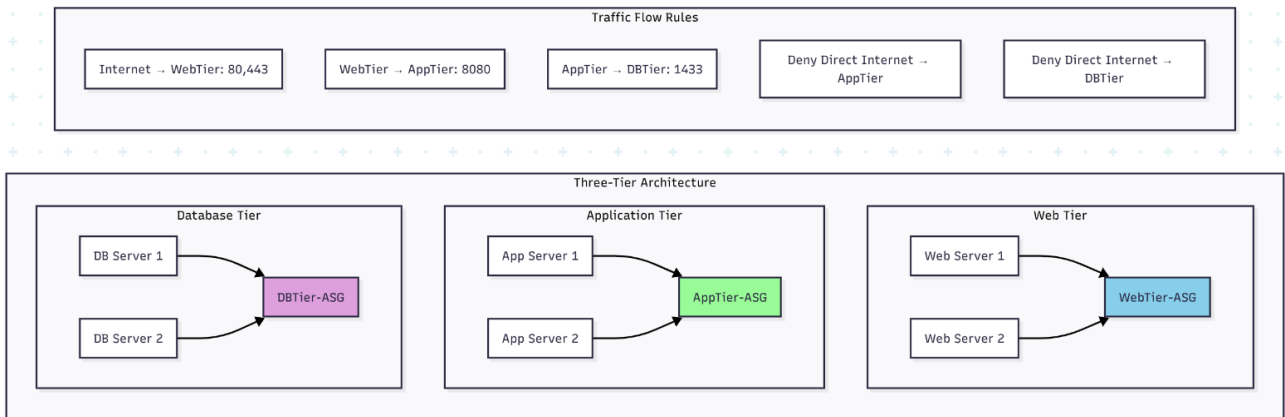 Traffic Flow Rules
Internet → WebTier: 80,443
WebTier → AppTier: 8080
AppTier → DBTier: 1433
Deny Direct Internet →
AppTier
Deny Direct Internet →
DBTier
Three-Tier Architecture
Database Tier
DB Server 1
DB Server 2
DBTier-ASG
Application Tier
App Server 1
App Server 2
AppTier-ASG
Web Tier
Web Server 1
Web Server 2
WebTier-ASG